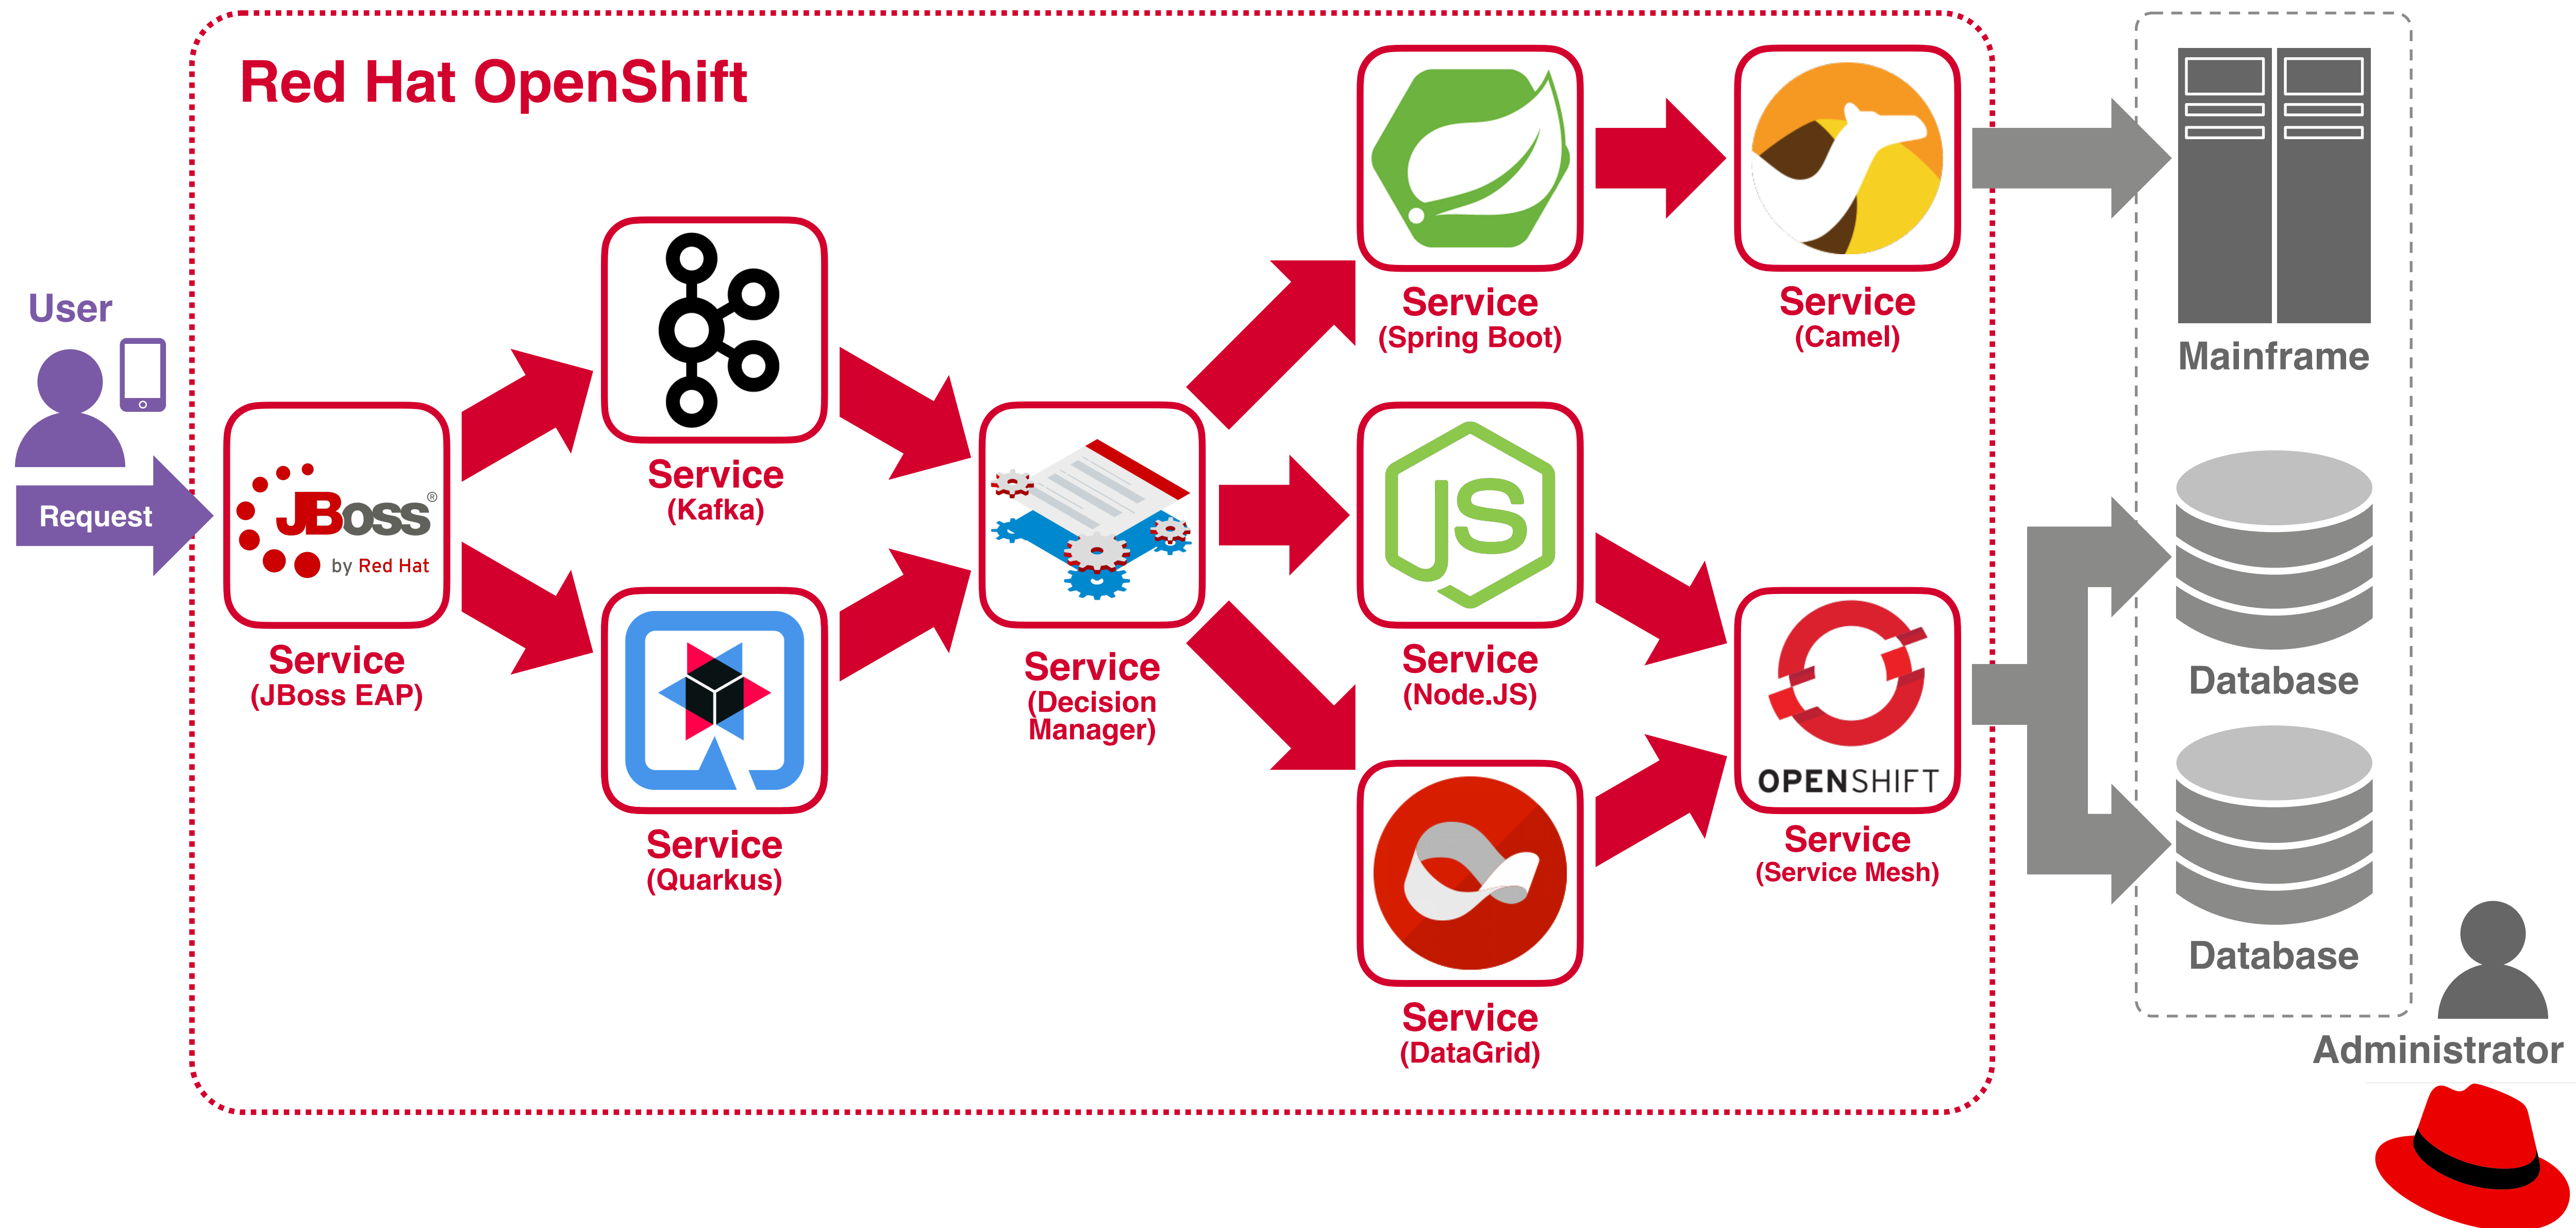 Red Hat OpenShift
User
Request
JBoss®
by Red Hat
Service
(JBoss EAP)
Service
(Kafka)
Service
(Quarkus)
Service
(Decision
Manager)
Service
(Spring Boot)
Service
(Camel)
JS
Service
(Node.JS)
Service
(DataGrid)
OPENSHIFT
Service
(Service Mesh)
Mainframe
Database
Database
Administrator